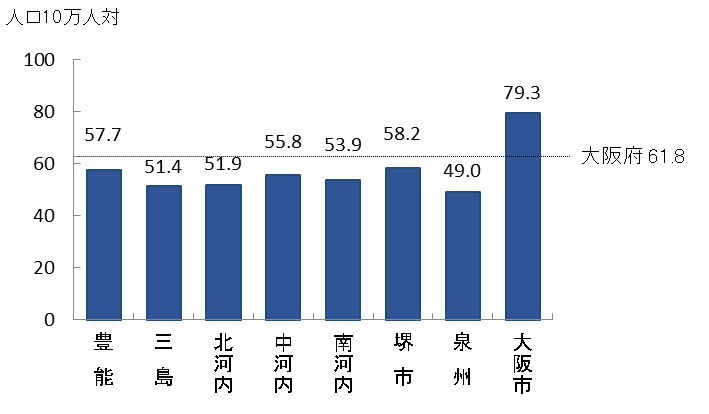 人口10万人対
100
80
60
40
20
0
57.7
51.4
51.9
55.8
53.9
58.2
49.0
79.3
大阪府 61.8
豊能
三島
北河内
中河内
南河内
堺市
泉州
大阪市